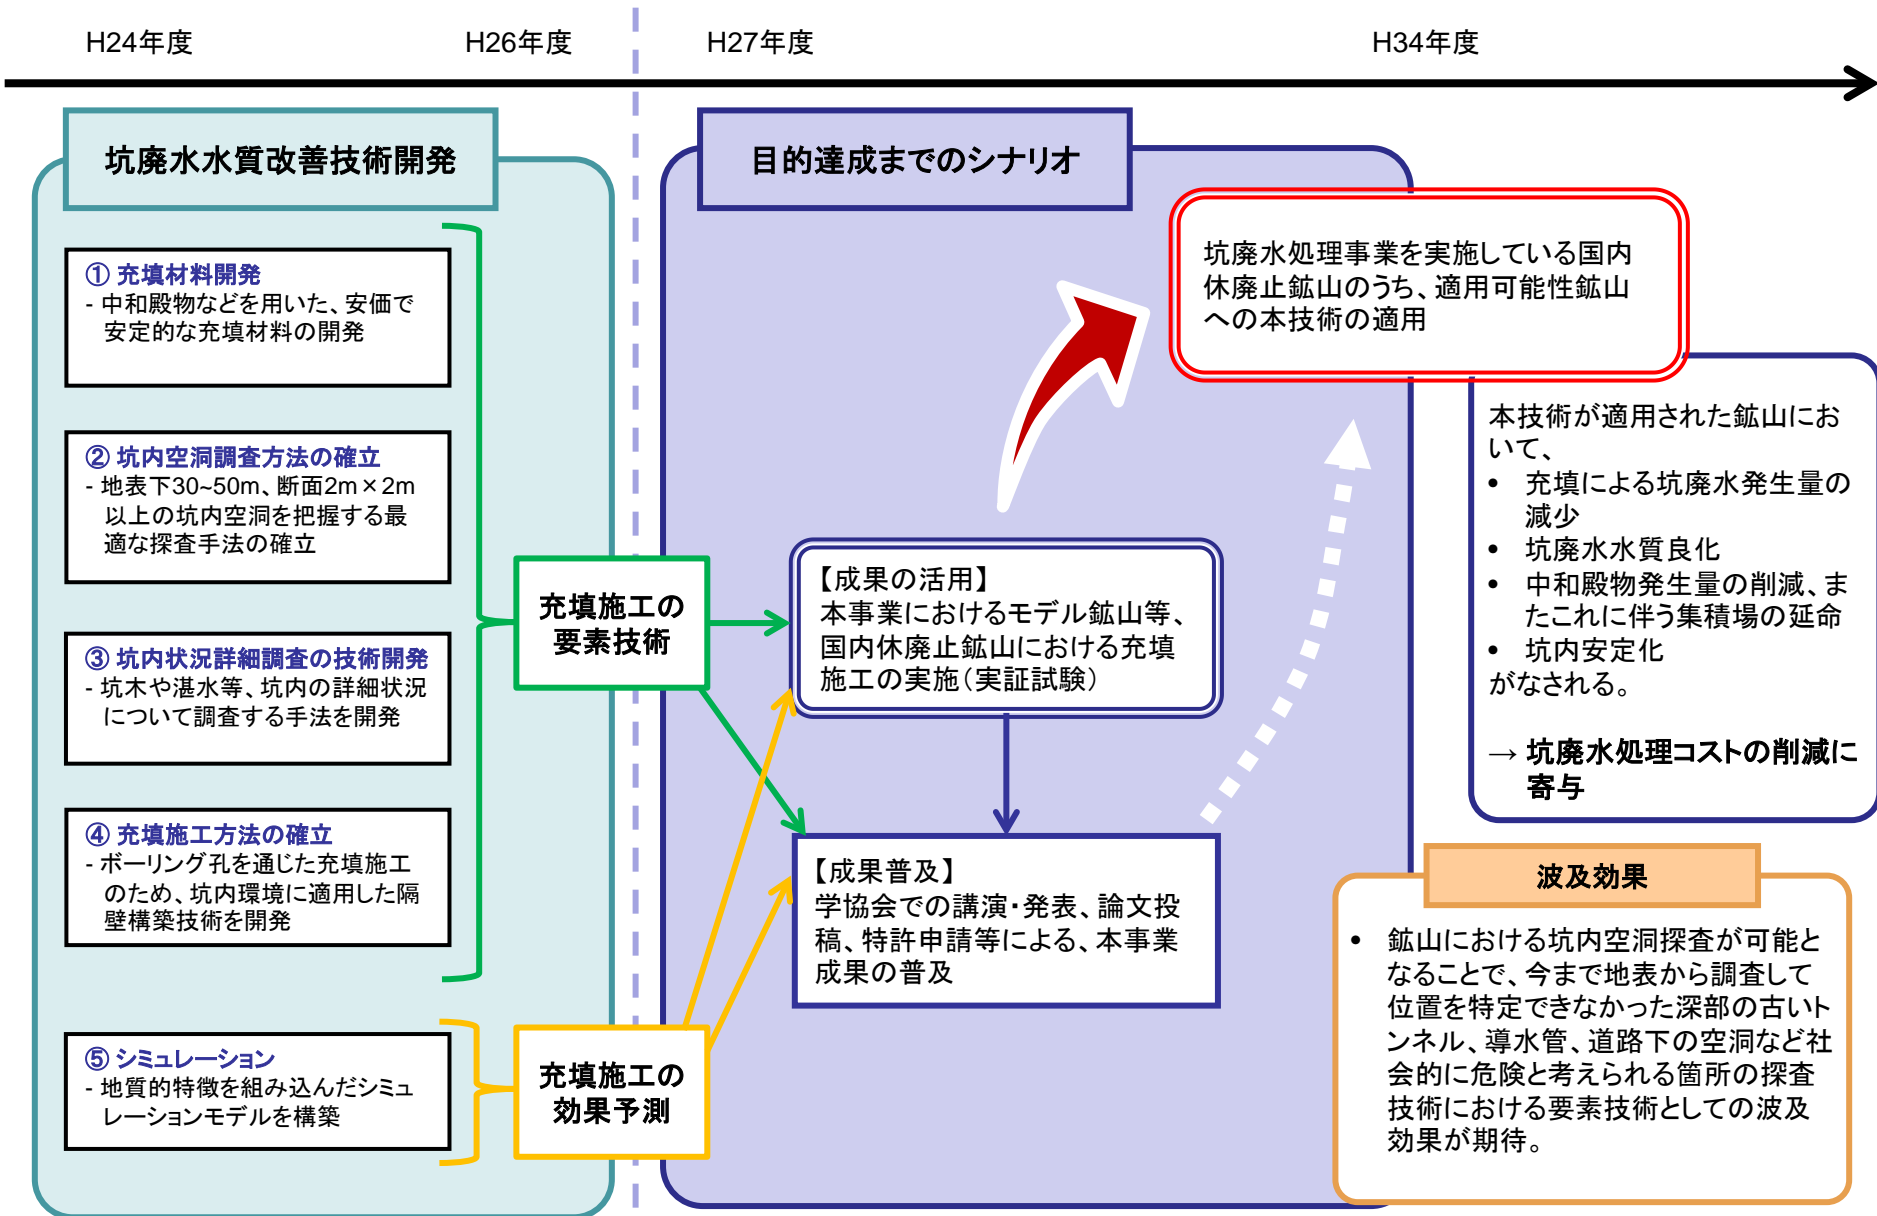 H24年度
H26年度
H27年度
H34年度
坑廃水水質改善技術開発
① 充填材料開発
- 中和殿物などを用いた、安価で
安定的な充填材料の開発
② 坑内空洞調査方法の確立
- 地表下30~50m、断面2m×2m
以上の坑内空洞を把握する最
適な探査手法の確立
③ 坑内状況詳細調査の技術開発
- 坑木や湛水等、坑内の詳細状況
について調査する手法を開発
④ 充填施工方法の確立
- ボーリング孔を通じた充填施工
のため、坑内環境に適用した隔
壁構築技術を開発
⑤ シミュレーション
- 地質的特徴を組み込んだシミュ
レーションモデルを構築
充填施工の
要素技術
充填施工の
効果予測
目的達成までのシナリオ
【成果の活用】
本事業におけるモデル鉱山等、
国内休廃止鉱山における充填
施工の実施（実証試験）
【成果普及】
学協会での講演・発表、論文投
稿、特許申請等による、本事業
成果の普及
坑廃水処理事業を実施している国内
休廃止鉱山のうち、適用可能性鉱山
への本技術の適用
本技術が適用された鉱山にお
いて、
• 充填による坑廃水発生量の
減少
• 坑廃水水質良化
• 中和殿物発生量の削減、ま
たこれに伴う集積場の延命
• 坑内安定化
がなされる。
→ 坑廃水処理コストの削減に
寄与
波及効果
• 鉱山における坑内空洞探査が可能と
なることで、今まで地表から調査して
位置を特定できなかった深部の古いト
ンネル、導水管、道路下の空洞など社
会的に危険と考えられる箇所の探査
技術における要素技術としての波及
効果が期待。